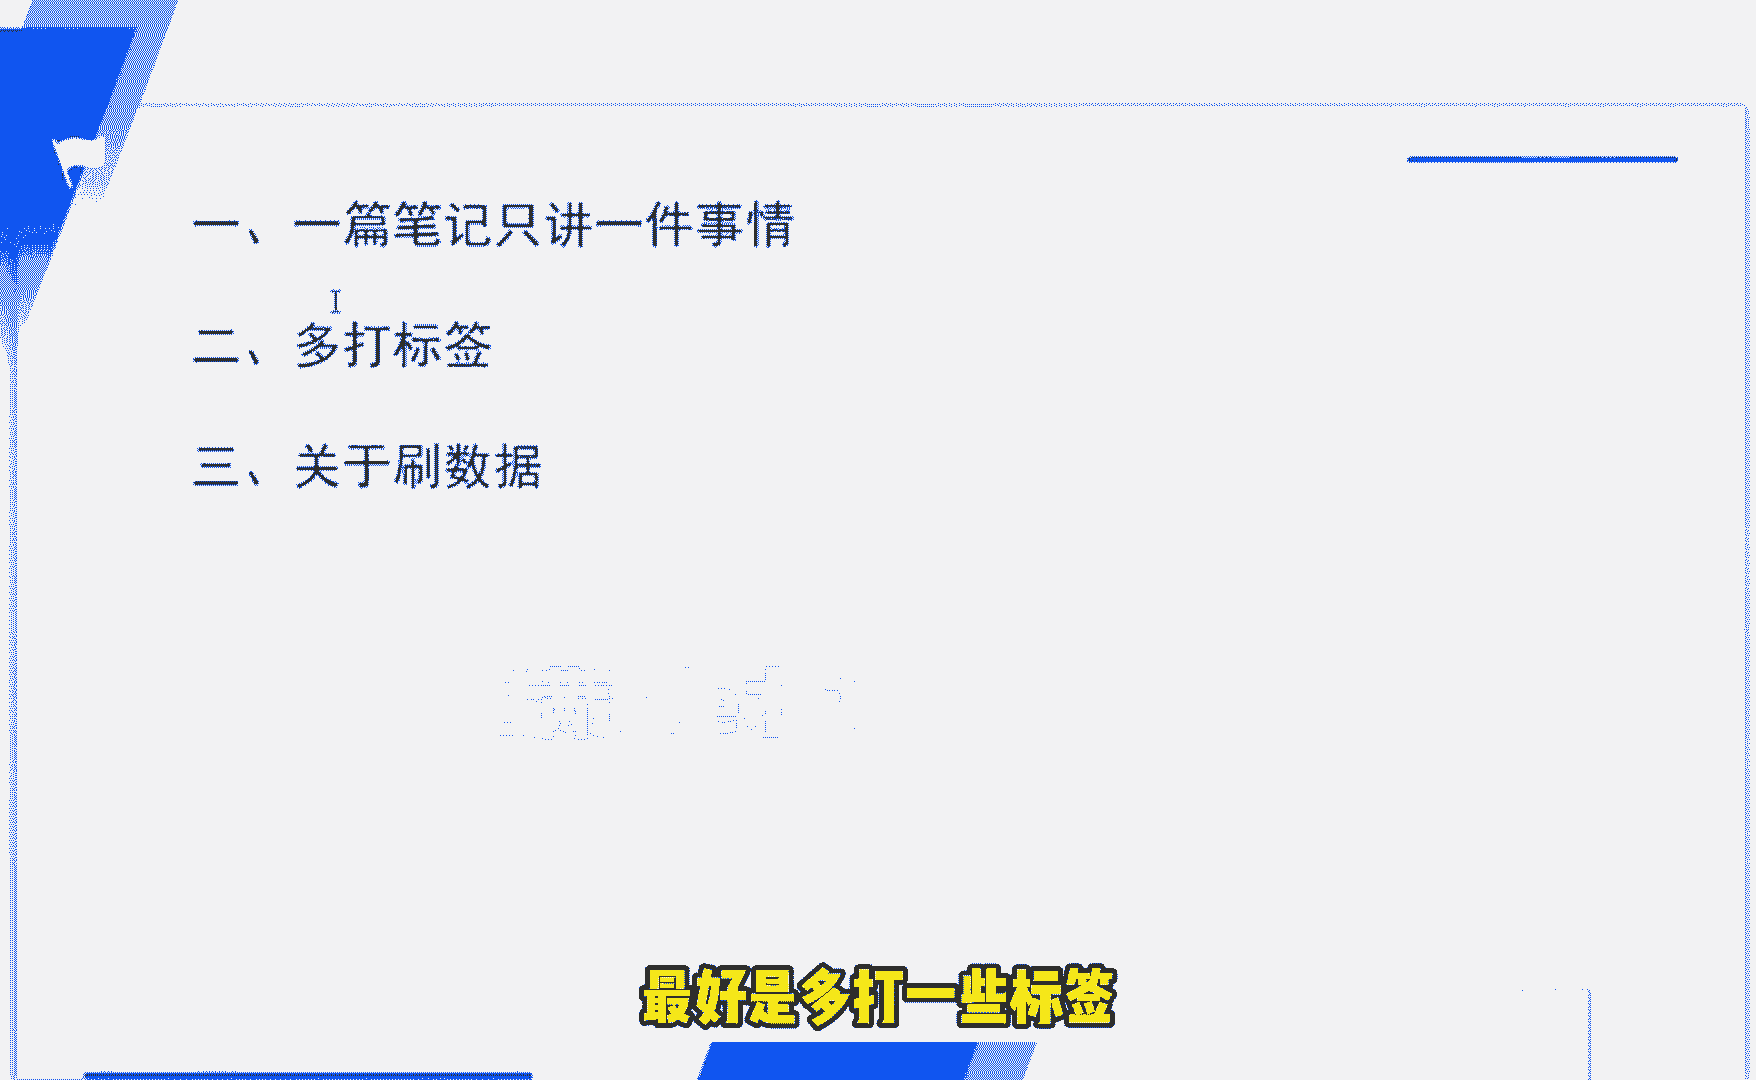 一、一篇笔记只讲一件事情
二、多打标签
三、关于刷数据
最好是多打一些标签